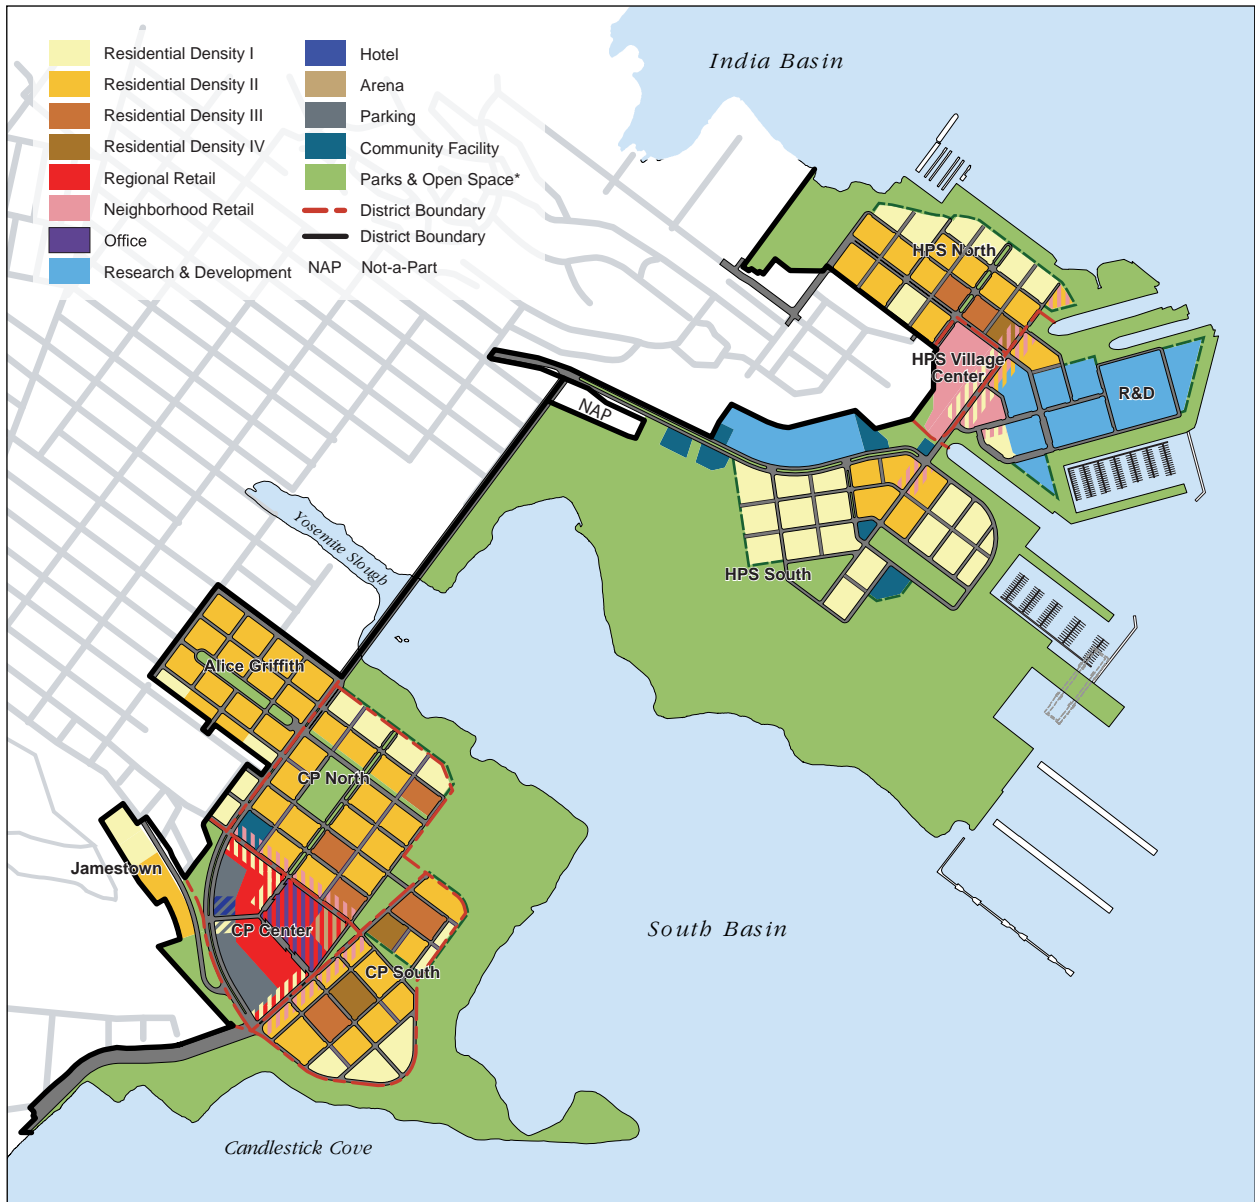 Residential Density I
Residential Density II
Residential Density III
Residential Density IV
Regional Retail
Neighborhood Retail
Office
Research & Development
Hotel
Arena
Parking
Community Facility
Parks & Open Space*
District Boundary
District Boundary
NAP Not-a-Part
India Basin
HPS North
HPS Village
Center
R&D
NAP
Yosemite Slough
HPS South
Alice Griffith
CP North
Jamestown
CP Center
CP South
South Basin
Candlestick Cove